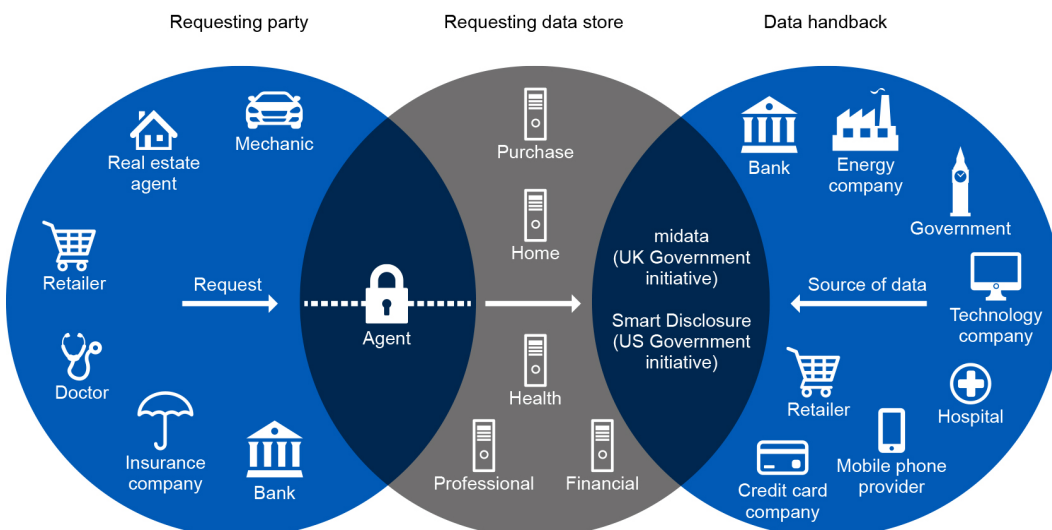 Requesting party
Requesting data store
Data handback
Mechanic
Real estate
agent
Retailer
Request
Doctor
Insurance
company
Bank
Agent
Purchase
Home
Health
Professional
Financial
midata
(UK Government
initiative)
Smart Disclosure
(US Government
initiative)
Bank
Energy
company
Government
Source of data
Technology
company
Retailer
Hospital
Mobile phone
provider
Credit card
company